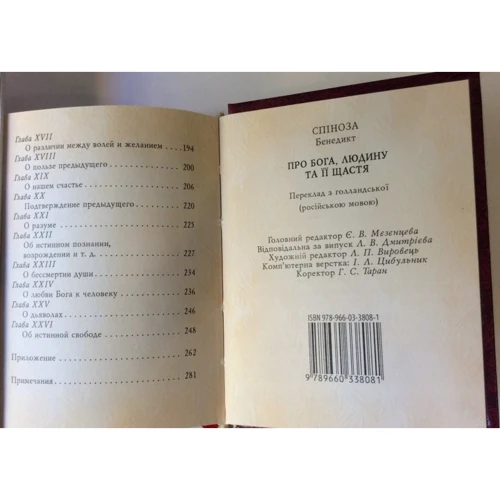 Глава XVII
О различии между волей и желанием . . . . 194
Глава XVIII
О пользе предыдущего . . . . . . . . . . . . 200
Глава XIX
О нашем счастье . . . . . . . . . . . . . . . . 206
Глава XX
Подтверждение предыдущего . . . . . . . . 220
Глава XXI
О разуме . . . . . . . . . . . . . . . . . . . . 225
Глава XXII
Об истинном познании,
возрождении и т. д. . . . . . . . . . . . . . 228
Глава XXIII
О бессмертии души . . . . . . . . . . . . . . 234
Глава XXIV
О любви Бога к человеку . . . . . . . . . . 236
Глава XXV
О дьяволах . . . . . . . . . . . . . . . . . . . 246
Глава XXVI
Об истинной свободе . . . . . . . . . . . . . 248
Приложение . . . . . . . . . . . . . . . . . . 262
Примечания . . . . . . . . . . . . . . . . . . 281
СПІНОЗА
Бенедикт
ПРО БОГА, ЛЮДИНУ
ТА ЇЇ ЩАСТЯ
Переклад з голландської
(російською мовою)
Головний редактор Є. В. Мєзенцева
Відповідальна за випуск Л. В. Дмитрієва
Художній редактор Л. П. Вировець
Комп'ютерна верстка: І. Л. Цибульник
Коректор Г. С. Таран
ISBN 978-966-03-3808-1
9 789660 338081